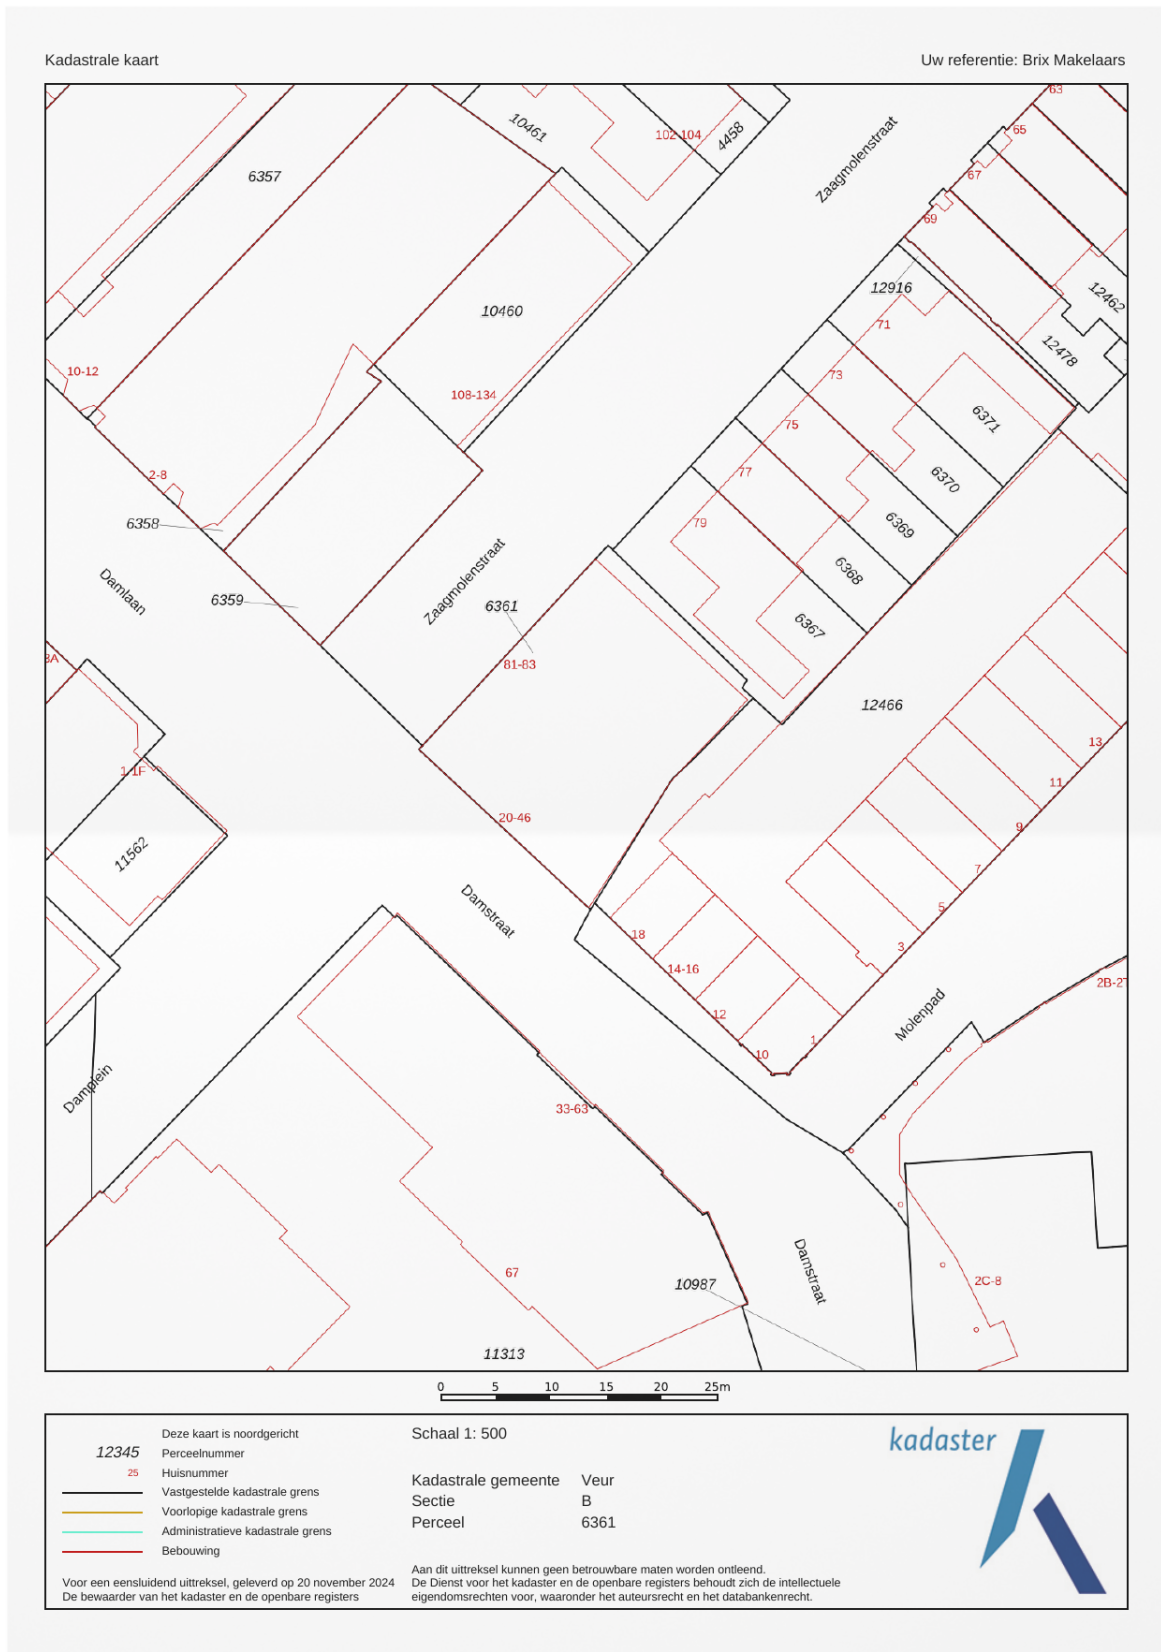 Kadastrale kaart
Uw referentie: Brix Makelaars
63
10461
102-104
4458
Zaagmolenstraat
65
67
6357
69
12916
12462
10460
71
12478
10-12
73
108-134
6371
75
77
6370
2-8
6358
79
6369
Zaagmolenstraat
Damlaan
6368
6359
6361
6367
3A
81-83
12466
13
1-1F
11
20-46
9
11562
7
Damstraat
5
18
3
14-16
2B-2
12
Molenpad
1
10
Damplein
33-63
67
10987
Damstraat
2C-8
11313
0 5 10 15 20 25m
Deze kaart is noordgericht
12345 Perceelnummer
25 Huisnummer
Vastgestelde kadastrale grens
Voorlopige kadastrale grens
Administratieve kadastrale grens
Bebouwing
Voor een eensluidend uittreksel, geleverd op 20 november 2024
De bewaarder van het kadaster en de openbare registers
Schaal 1: 500
Kadastrale gemeente Veur
Sectie B
Perceel 6361
Aan dit uittreksel kunnen geen betrouwbare maten worden ontleend.
De Dienst voor het kadaster en de openbare registers behoudt zich de intellectuele
eigendomsrechten voor, waaronder het auteursrecht en het databankenrecht.
kadaster